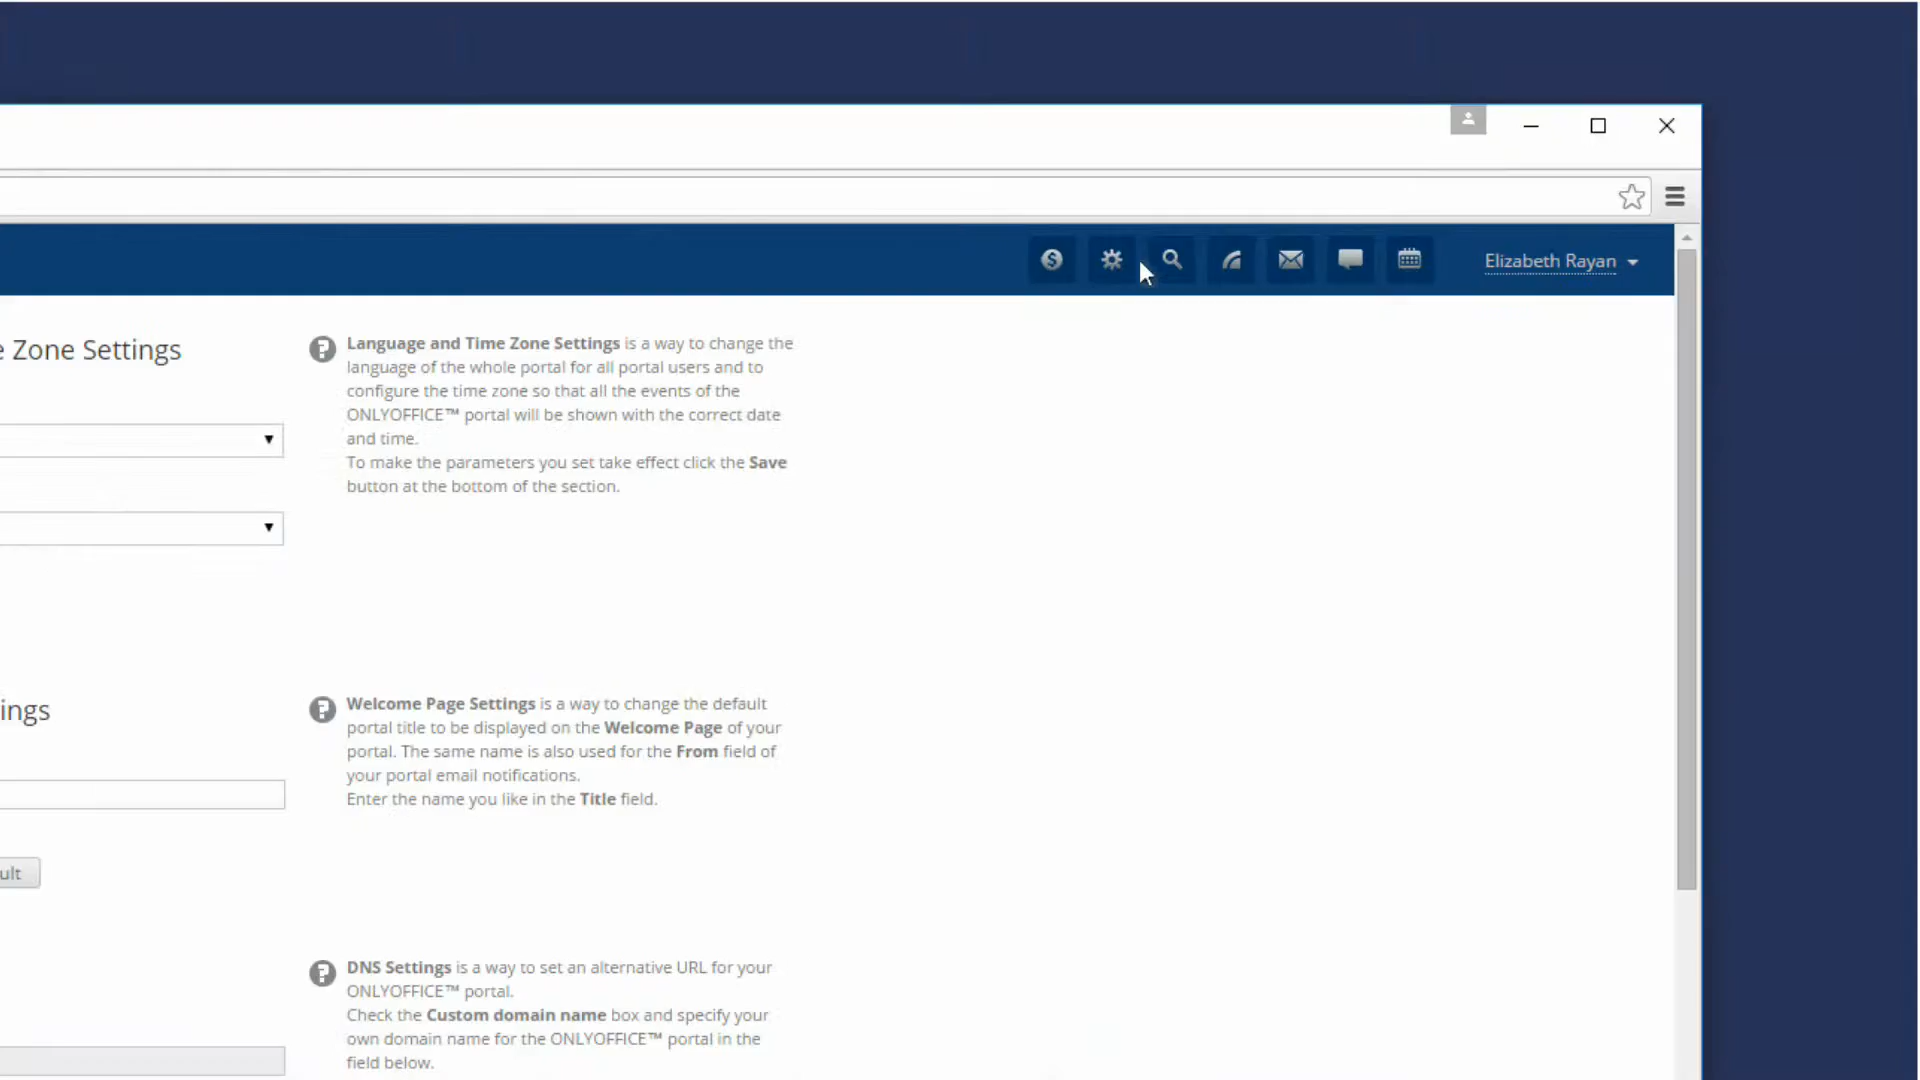 Elizabeth Rayan
e Zone Settings
Language and Time Zone Settings is a way to change the
language of the whole portal for all portal users and to
configure the time zone so that all the events of the
ONLYOFFICE™ portal will be shown with the correct date
and time.
To make the parameters you set take effect click the Save
button at the bottom of the section.
ings
Welcome Page Settings is a way to change the default
portal title to be displayed on the Welcome Page of your
portal. The same name is also used for the From field of
your portal email notifications.
Enter the name you like in the Title field.
ult
DNS Settings is a way to set an alternative URL for your
ONLYOFFICE™ portal.
Check the Custom domain name box and specify your
own domain name for the ONLYOFFICE™ portal in the
field below.